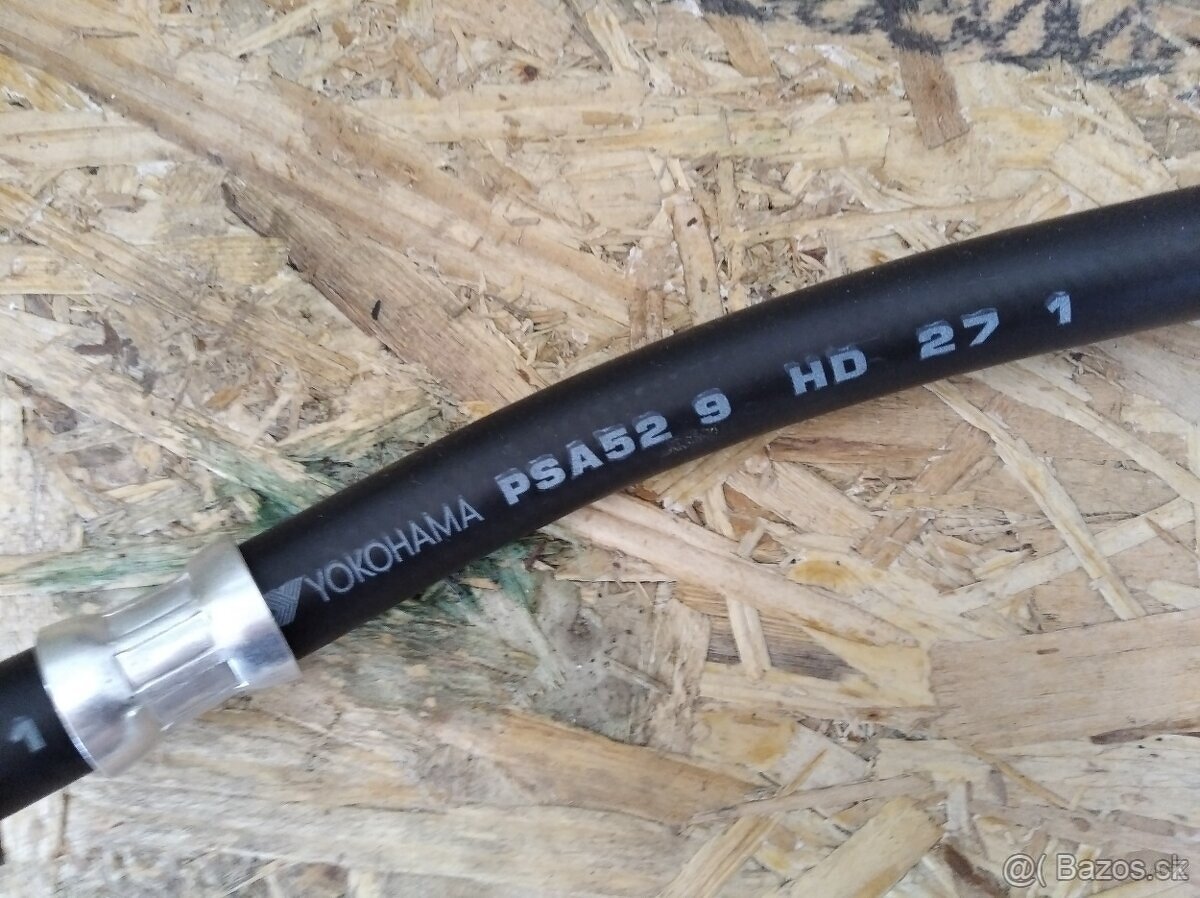 YOKOHAMA PSA52 9 HD 27 1
1
@( Bazos.sk